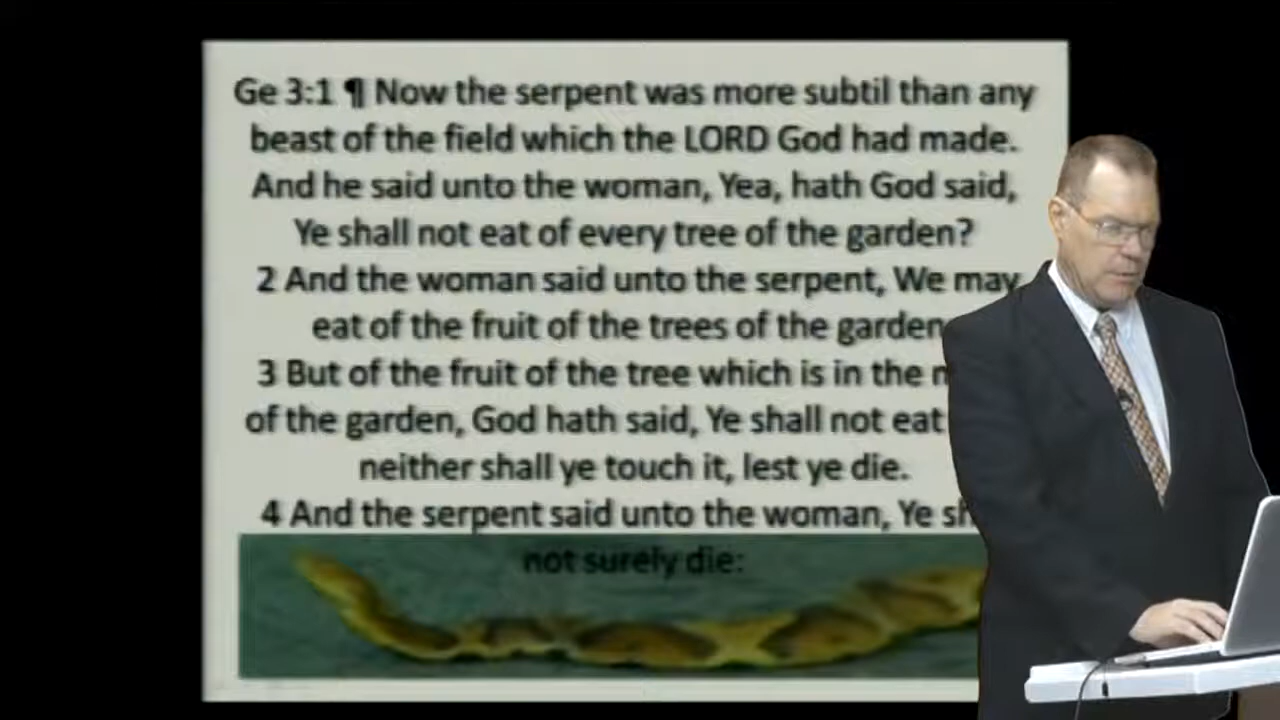 Ge 3:1 ¶ Now the serpent was more subtil than any
beast of the field which the LORD God had made.
And he said unto the woman, Yea, hath God said,
Ye shall not eat of every tree of the garden?
2 And the woman said unto the serpent, We may
eat of the fruit of the trees of the garden
3 But of the fruit of the tree which is in the
of the garden, God hath said, Ye shall not eat
neither shall ye touch it, lest ye die.
4 And the serpent said unto the woman, Ye
not surely die: